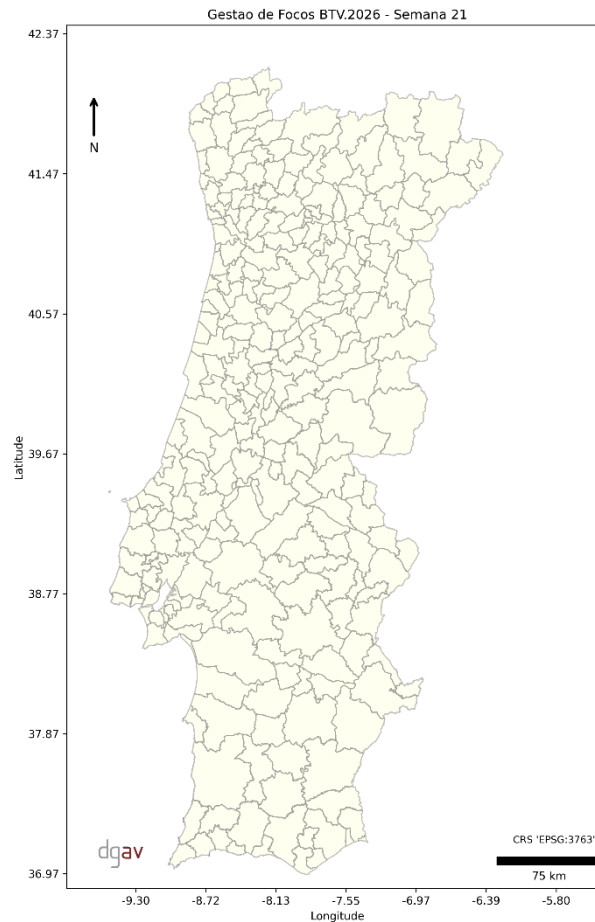 Gestao de Focos BTV.2026 - Semana 21
42.37
41.47
40.57
39.67
38.77
37.87
36.97
Latitude
N
dgav
CRS 'EPSG:3763'
75 km
-9.30 -8.72 -8.13 -7.55 -6.97 -6.39 -5.80
Longitude